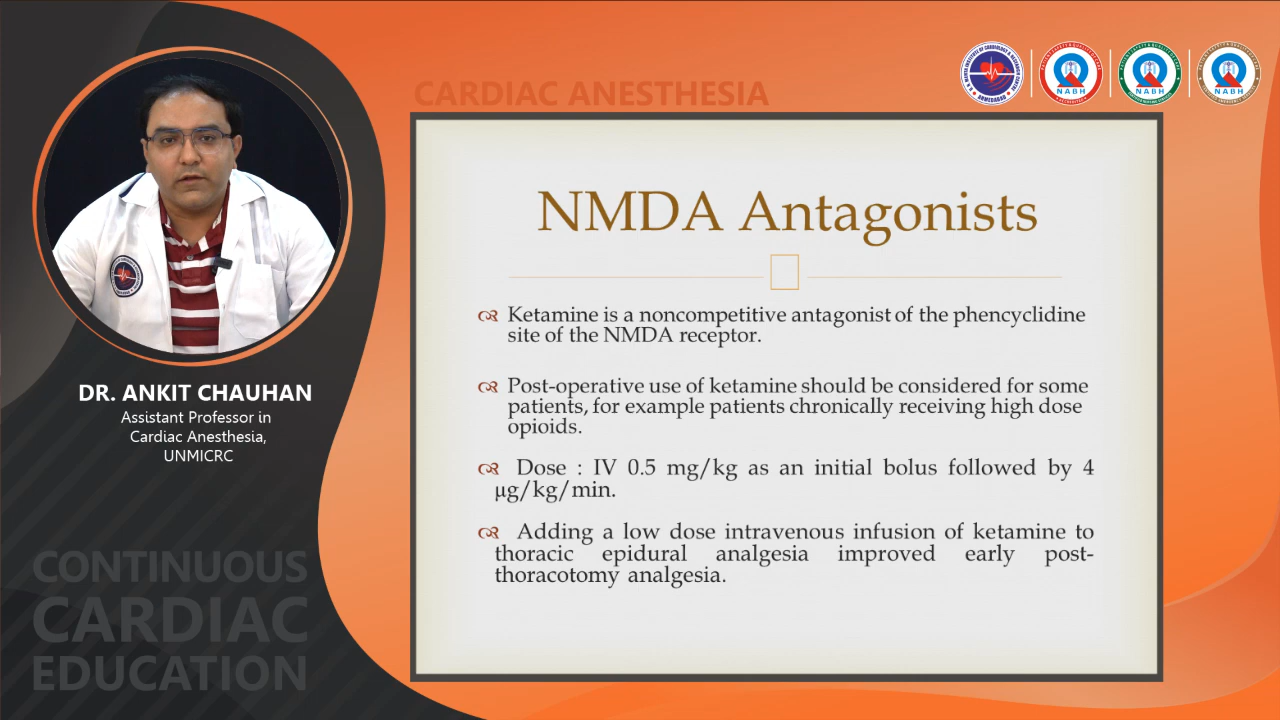 CARDIAC ANESTHESIA
NABH
NABH
NABH
NMDA Antagonists
Ketamine is a noncompetitive antagonist of the phencyclidine
site of the NMDA receptor.
Post-operative use of ketamine should be considered for some
patients, for example patients chronically receiving high dose
opioids.
Dose : IV 0.5 mg/kg as an initial bolus followed by 4
µg/kg/min.
Adding a low dose intravenous infusion of ketamine to
thoracic epidural analgesia improved early post-
thoracotomy analgesia.
DR. ANKIT CHAUHAN
Assistant Professor in
Cardiac Anesthesia,
UNMICRC
CONTINUOUS
CARDIAC
EDUCATION